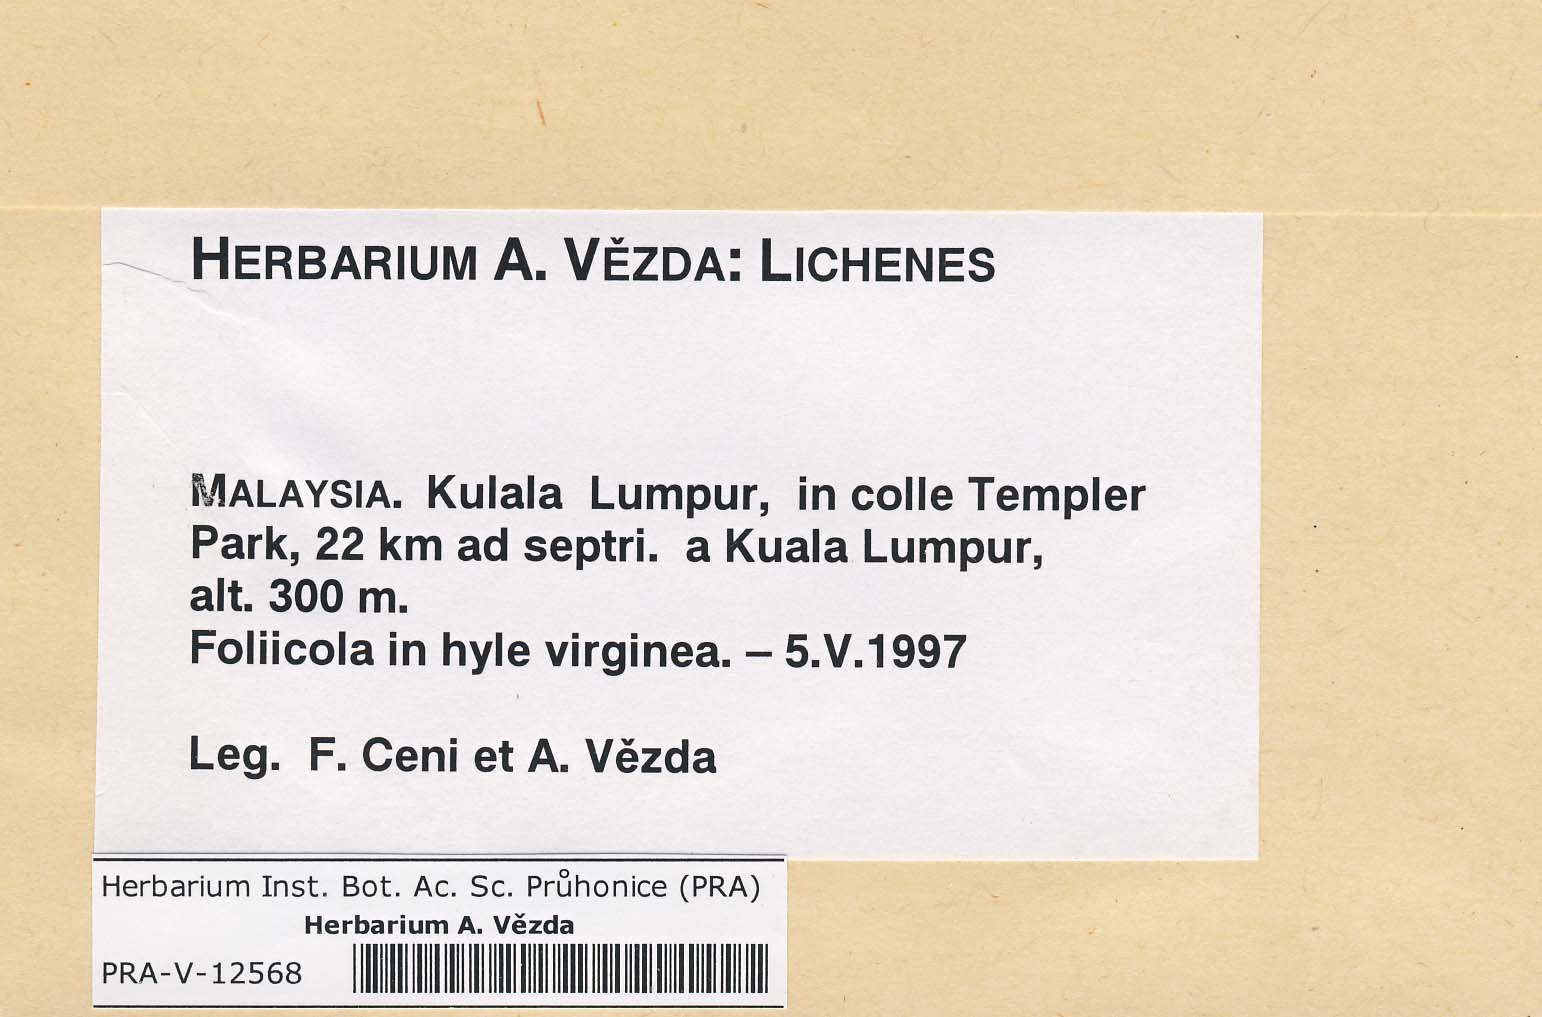 HERBARIUM A. VĚZDA: LICHENES
MALAYSIA. Kulala Lumpur, in colle Templer
Park, 22 km ad septri. a Kuala Lumpur,
alt. 300 m.
Foliicola in hyle virginea. – 5.V.1997
Leg. F. Ceni et A. Vězda
Herbarium Inst. Bot. Ac. Sc. Průhonice (PRA)
Herbarium A. Vězda
PRA-V-12568